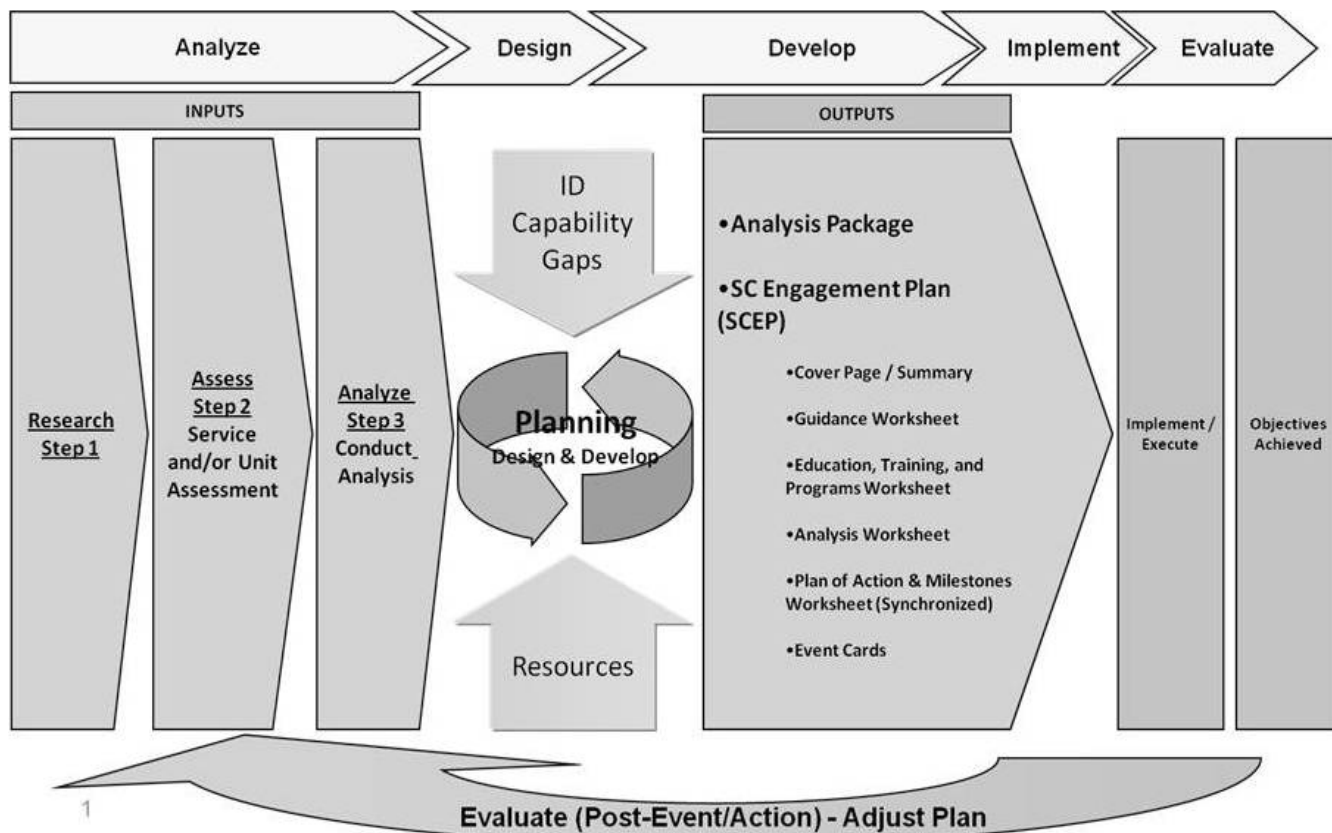 Analyze
Design
Develop
Implement
Evaluate
INPUTS
OUTPUTS
Research
Step 1
Assess
Step 2
Service
and/or Unit
Assessment
Analyze
Step 3
Conduct
Analysis
ID
Capability
Gaps
Planning
Design & Develop
Resources
•Analysis Package
•SC Engagement Plan
(SCEP)
•Cover Page / Summary
•Guidance Worksheet
•Education, Training, and
Programs Worksheet
•Analysis Worksheet
•Plan of Action & Milestones
Worksheet (Synchronized)
•Event Cards
Implement /
Execute
Objectives
Achieved
1
Evaluate (Post-Event/Action) - Adjust Plan